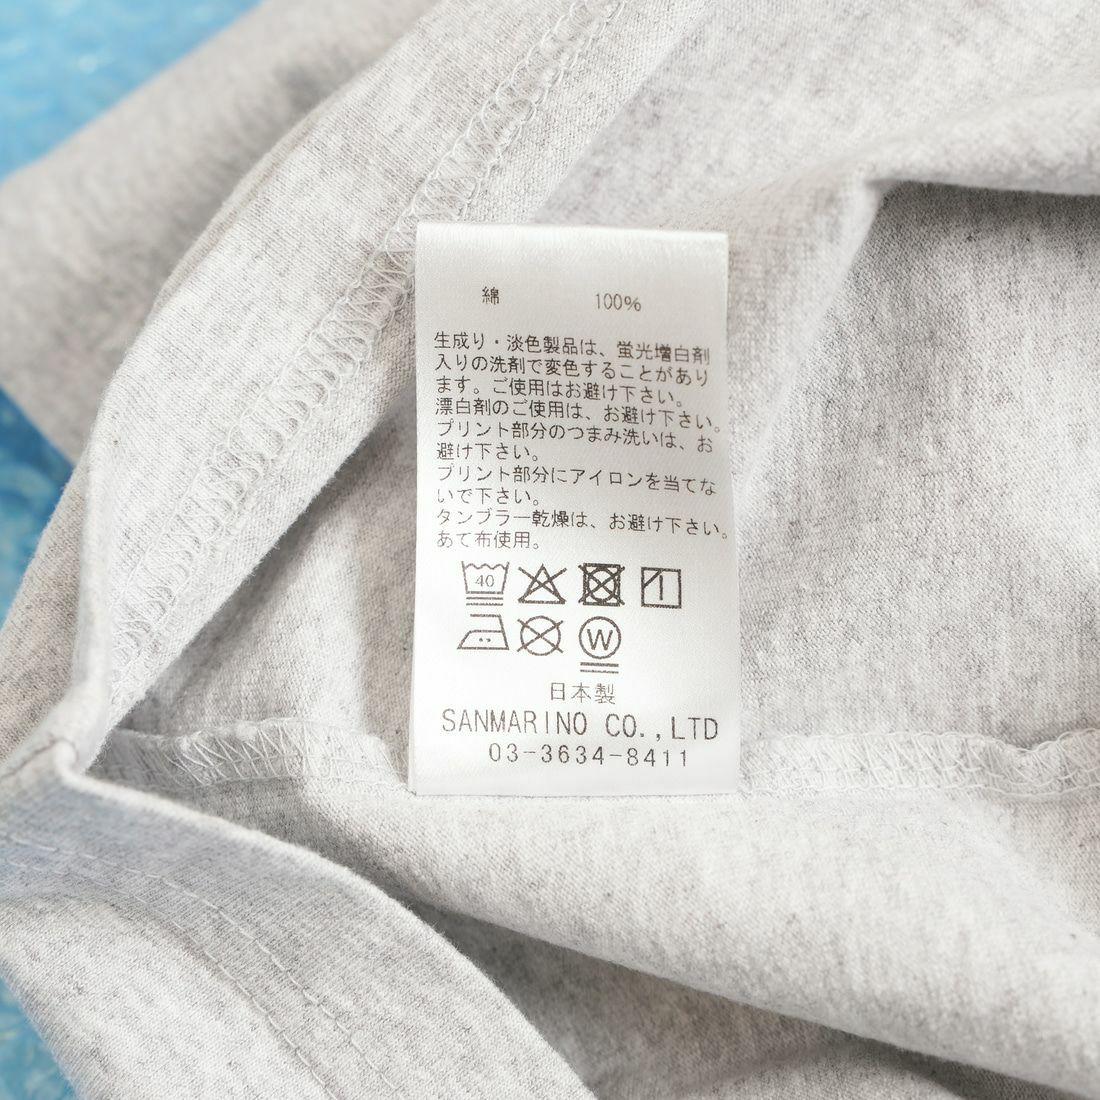 綿 100%
生成り・淡色製品は、蛍光増白剤
入りの洗剤で変色することがあり
ます。ご使用はお避け下さい。
漂白剤のご使用は、お避け下さい。
プリント部分のつまみ洗いは、お
避け下さい。
プリント部分にアイロンを当てな
いで下さい。
タンブラー乾燥は、お避け下さい。
あて布使用。
40
W
日本製
SANMARINO CO.,LTD
03-3634-8411